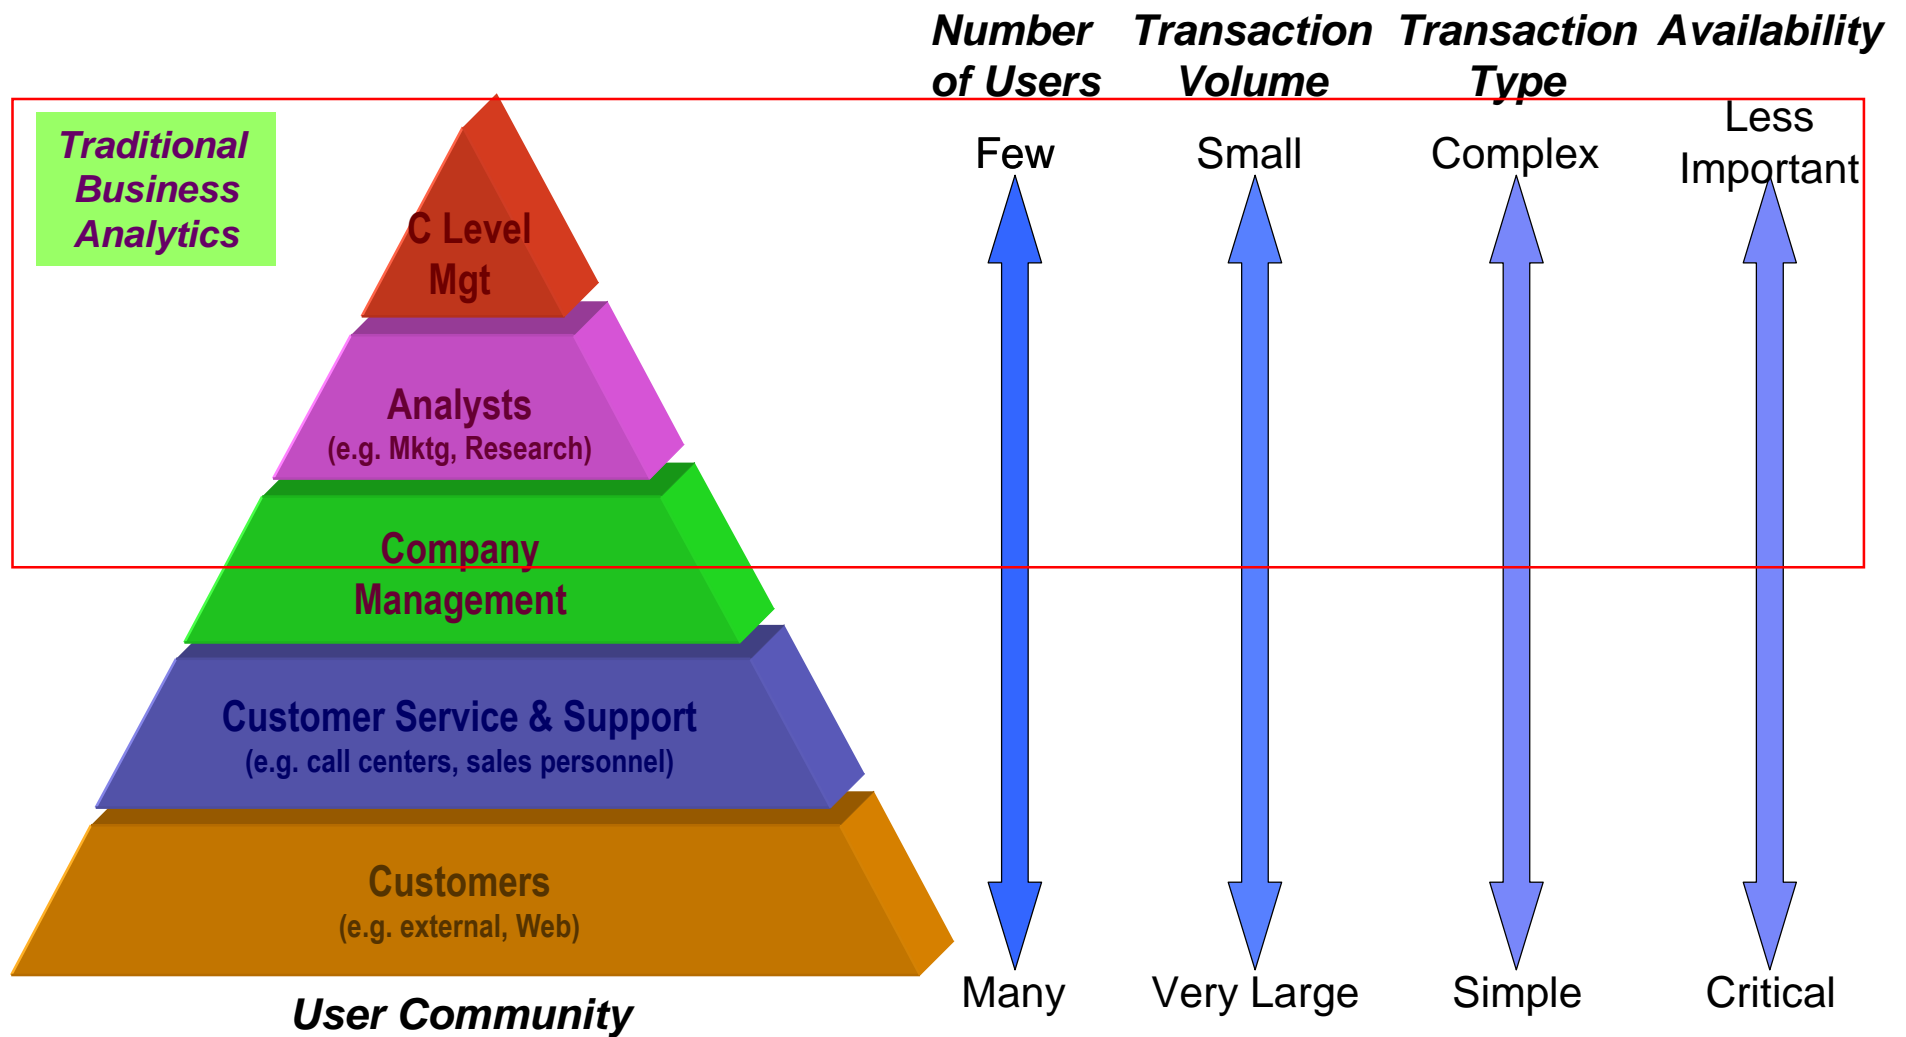 Number of Users
Transaction Volume
Transaction Type
Availability
Traditional
Business
Analytics
Few
Small
Complex
Less
Important
C Level
Mgt
Analysts
(e.g. Mktg, Research)
Company
Management
Customer Service & Support
(e.g. call centers, sales personnel)
Customers
(e.g. external, Web)
Many
Very Large
Simple
Critical
User Community